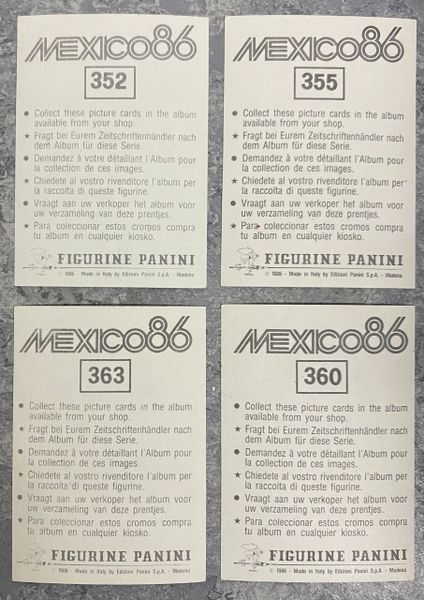 MEXICO86
352
• Collect these picture cards in the album
available from your shop.
★ Fragt bei Eurem Zeitschriftenhändler nach
dem Album für diese Serie.
• Demandez à votre détaillant l'Album pour
la collection de ces images.
★ Chiedete al vostro rivenditore l'album per
la raccolta di queste figurine.
• Vraagt aan uw verkoper het album voor
uw verzameling van deze prentjes.
★ Para coleccionar estos cromos compra
tu album en cualquier kiosko.
FIGURINE PANINI
© 1986 - Made in Italy by Edizioni Panini S.p.A. - Modena
MEXICO86
355
• Collect these picture cards in the album
available from your shop.
★ Fragt bei Eurem Zeitschriftenhändler nach
dem Album für diese Serie.
• Demandez à votre détaillant l'Album pour
la collection de ces images.
★ Chiedete al vostro rivenditore l'album per
la raccolta di queste figurine.
• Vraagt aan uw verkoper het album voor
uw verzameling van deze prentjes.
★ Para coleccionar estos cromos compra
tu album en cualquier kiosko.
FIGURINE PANINI
© 1986 - Made in Italy by Edizioni Panini S.p.A. - Modena
MEXICO86
363
• Collect these picture cards in the album
available from your shop.
★ Fragt bei Eurem Zeitschriftenhändler nach
dem Album für diese Serie.
• Demandez à votre détaillant l'Album pour
la collection de ces images.
★ Chiedete al vostro rivenditore l'album per
la raccolta di queste figurine.
• Vraagt aan uw verkoper het album voor
uw verzameling van deze prentjes.
★ Para coleccionar estos cromos compra
tu album en cualquier kiosko.
FIGURINE PANINI
© 1986 - Made in Italy by Edizioni Panini S.p.A. - Modena
MEXICO86
360
• Collect these picture cards in the album
available from your shop.
★ Fragt bei Eurem Zeitschriftenhändler nach
dem Album für diese Serie.
• Demandez à votre détaillant l'Album pour
la collection de ces images.
★ Chiedete al vostro rivenditore l'album per
la raccolta di queste figurine.
• Vraagt aan uw verkoper het album voor
uw verzameling van deze prentjes.
★ Para coleccionar estos cromos compra
tu album en cualquier kiosko.
FIGURINE PANINI
© 1986 - Made in Italy by Edizioni Panini S.p.A. - Modena